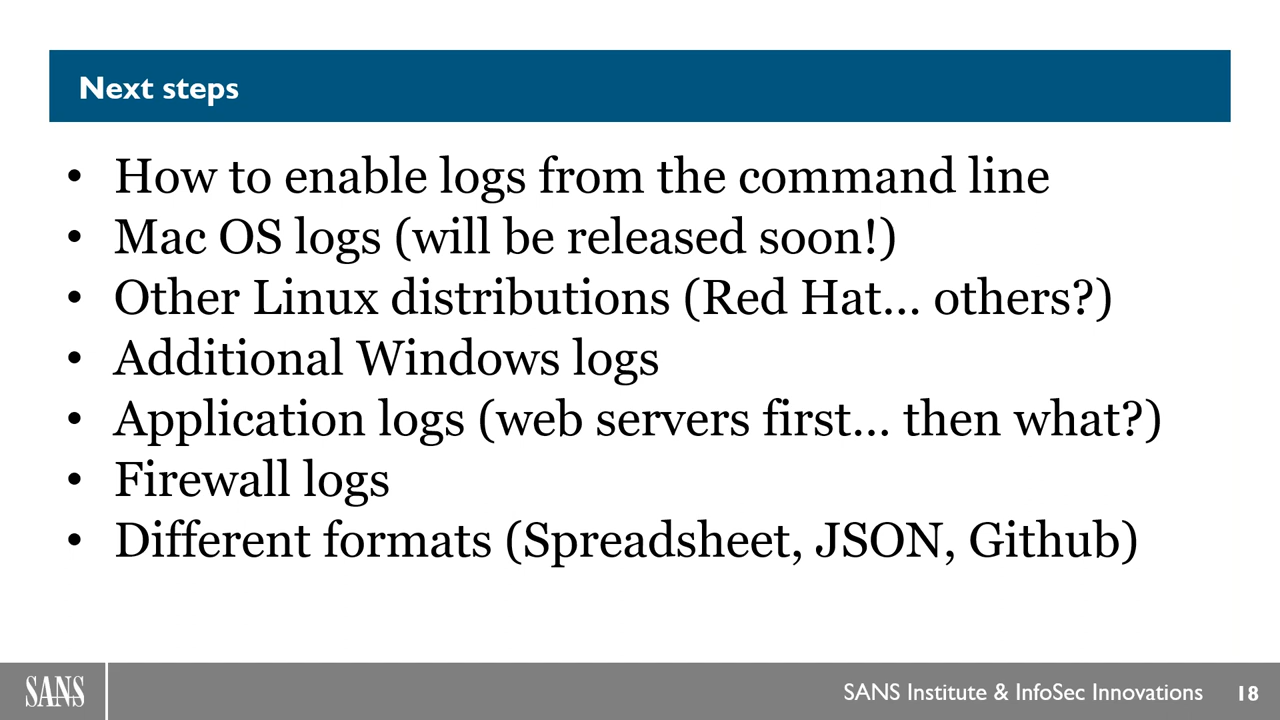 Next steps
• How to enable logs from the command line
• Mac OS logs (will be released soon!)
• Other Linux distributions (Red Hat... others?)
• Additional Windows logs
• Application logs (web servers first... then what?)
• Firewall logs
• Different formats (Spreadsheet, JSON, Github)
SANS
SANS Institute & InfoSec Innovations
18